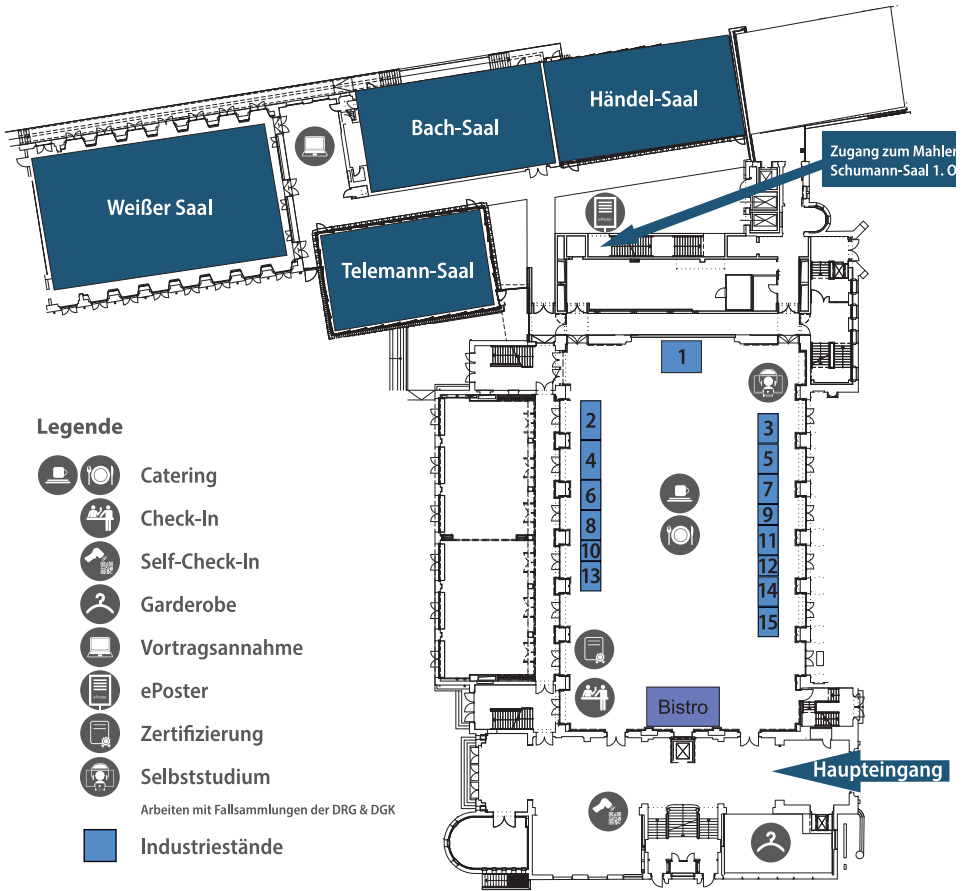 Händel-Saal
Bach-Saal
Zugang zum Mahler
Schumann-Saal 1. O
Weißer Saal
ePoster
Telemann-Saal
1
2
3
4
5
6
7
8
9
10
11
12
13
14
15
Bistro
Haupteingang
Legende
Catering
Check-In
Self-Check-In
Garderobe
Vortragsannahme
ePoster
ePoster
Zertifizierung
Selbststudium
Arbeiten mit Fallsammlungen der DRG & DGK
Industriestände